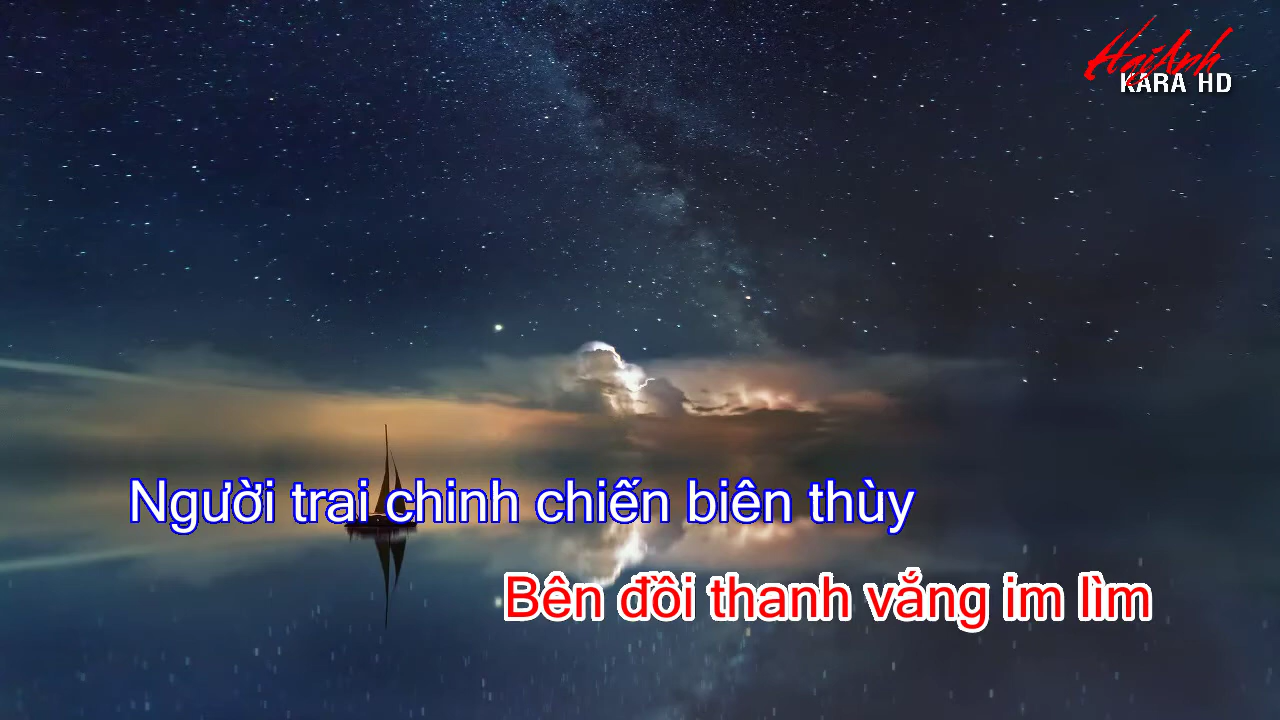 HaiAnh
KARA HD
Người trai chinh chiến biên thùy
Bên đồi thanh vắng im lìm